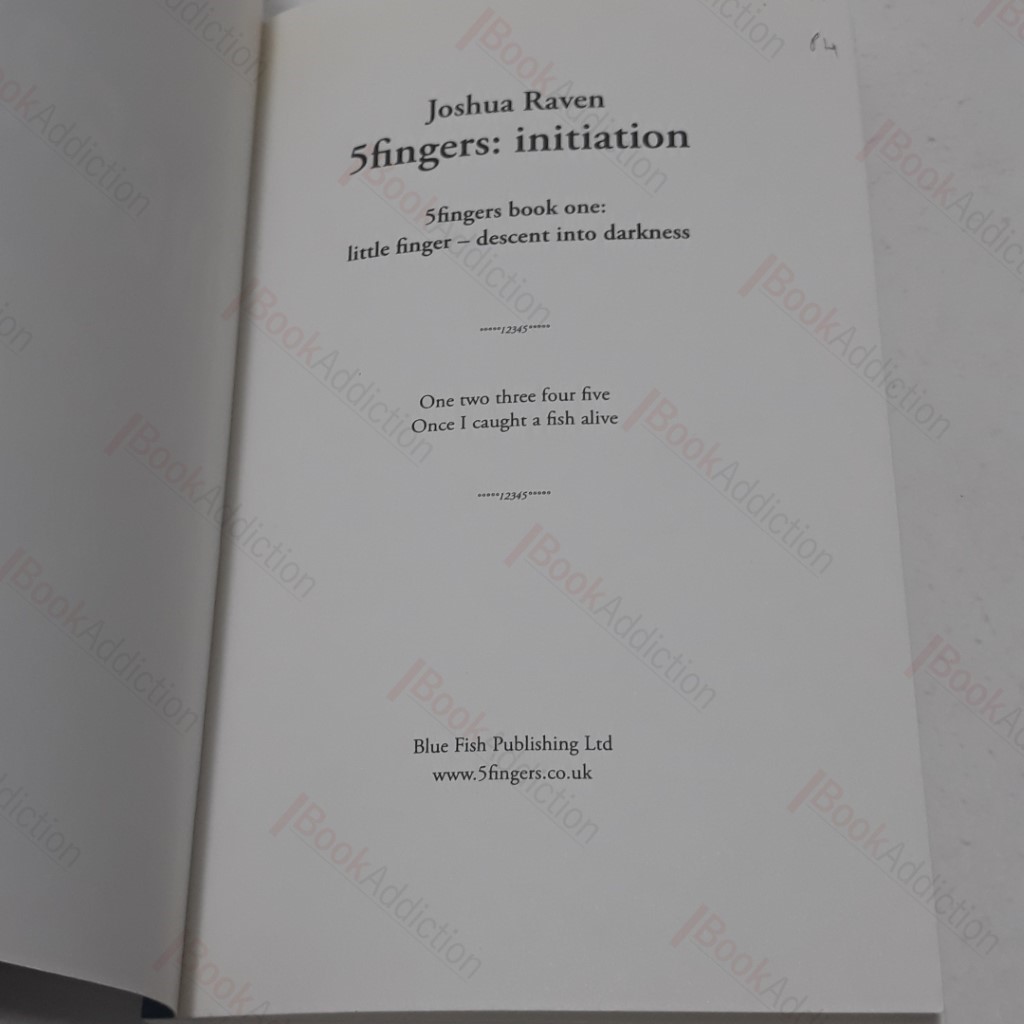 Joshua Raven
5fingers: initiation
5fingers book one:
little finger – descent into darkness
*****12345*****
One two three four five
Once I caught a fish alive
*****12345*****
Blue Fish Publishing Ltd
www.5fingers.co.uk
BookAddiction